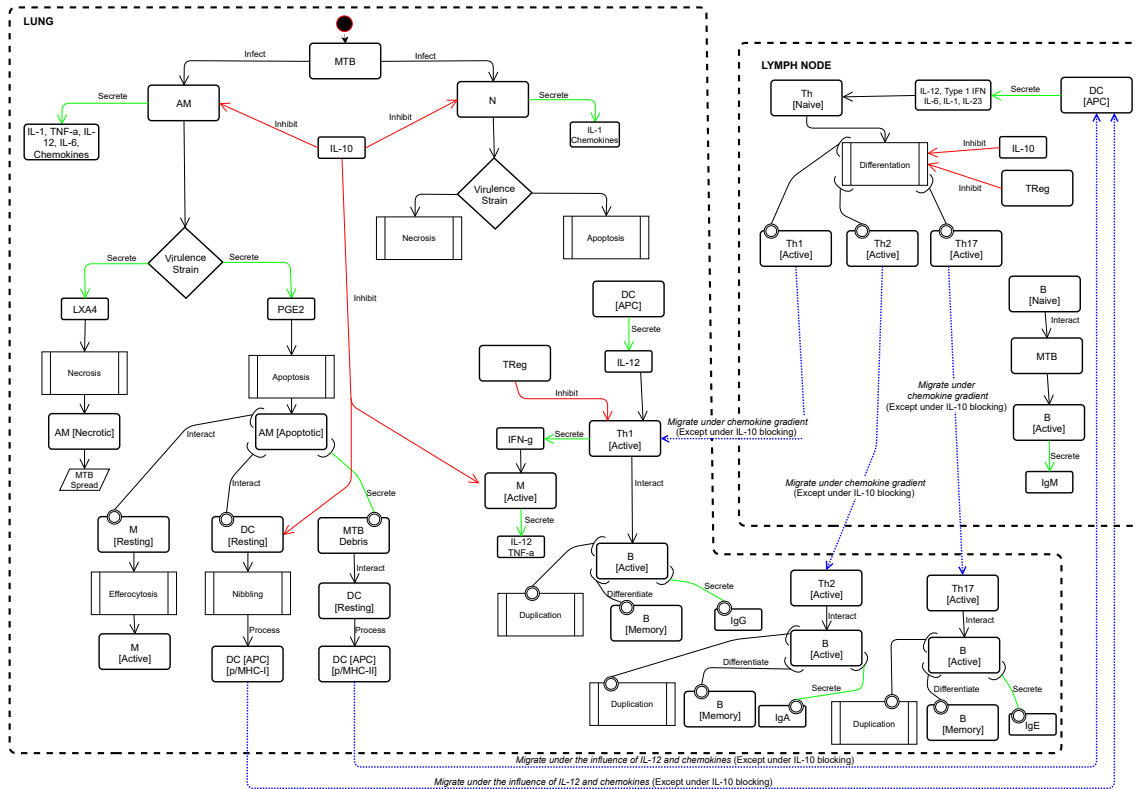 LUNG
MTB
Infect
Infect
AM
N
Secrete
Secrete
IL-1, TNF-a, IL-
12, IL-6,
Chemokines
Inhibit
IL-10
Inhibit
IL-1
Chemokines
Virulence
Strain
Necrosis
Apoptosis
Virulence
Strain
Secrete
Secrete
LXA4
PGE2
Inhibit
Necrosis
Apoptosis
AM [Necrotic]
AM [Apoptotic]
MTB
Spread
Interact
Interact
Secrete
M
[Resting]
DC
[Resting]
MTB
Debris
Interact
Efferocytosis
Nibbling
DC
[Resting]
Process
Process
M
[Active]
DC [APC]
[p/MHC-I]
DC [APC]
[p/MHC-II]
DC
[APC]
Secrete
TReg
IL-12
Inhibit
IFN-g
Secrete
Th1
[Active]
M
[Active]
Interact
Secrete
IL-12
TNF-a
B
[Active]
Secrete
Differentiate
Duplication
B
[Memory]
IgG
Th2
[Active]
Interact
B
[Active]
Differentiate
Secrete
Duplication
B
[Memory]
IgA
Th17
[Active]
Interact
B
[Active]
Differentiate
Secrete
Duplication
B
[Memory]
IgE
LYMPH NODE
Th
[Naive]
IL-12, Type 1 IFN
IL-6, IL-1, IL-23
Secrete
DC
[APC]
Differentation
Inhibit
IL-10
Inhibit
TReg
Th1
[Active]
Th2
[Active]
Th17
[Active]
B
[Naive]
Interact
MTB
B
[Active]
Secrete
IgM
Migrate under
chemokine gradient
(Except under IL-10 blocking)
Migrate under chemokine gradient
(Except under IL-10 blocking)
Migrate under chemokine gradient
(Except under IL-10 blocking)
Migrate under the influence of IL-12 and chemokines (Except under IL-10 blocking)
Migrate under the influence of IL-12 and chemokines (Except under IL-10 blocking)